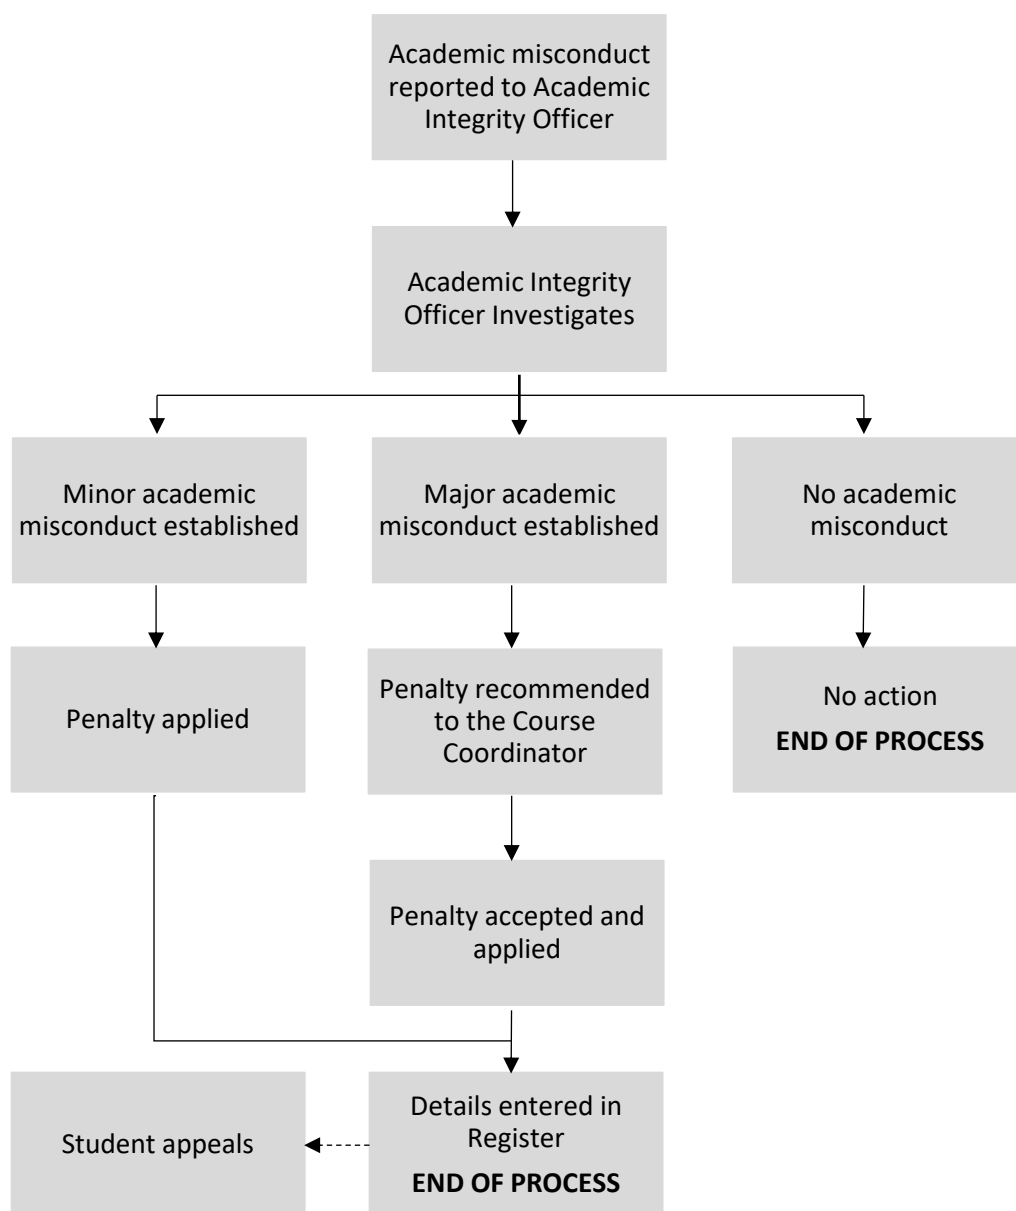 Academic misconduct
reported to Academic
Integrity Officer
Academic Integrity
Officer Investigates
Minor academic
misconduct established
Major academic
misconduct established
No academic
misconduct
Penalty applied
Penalty recommended
to the Course
Coordinator
No action
END OF PROCESS
Penalty accepted and
applied
Student appeals
Details entered in
Register
END OF PROCESS